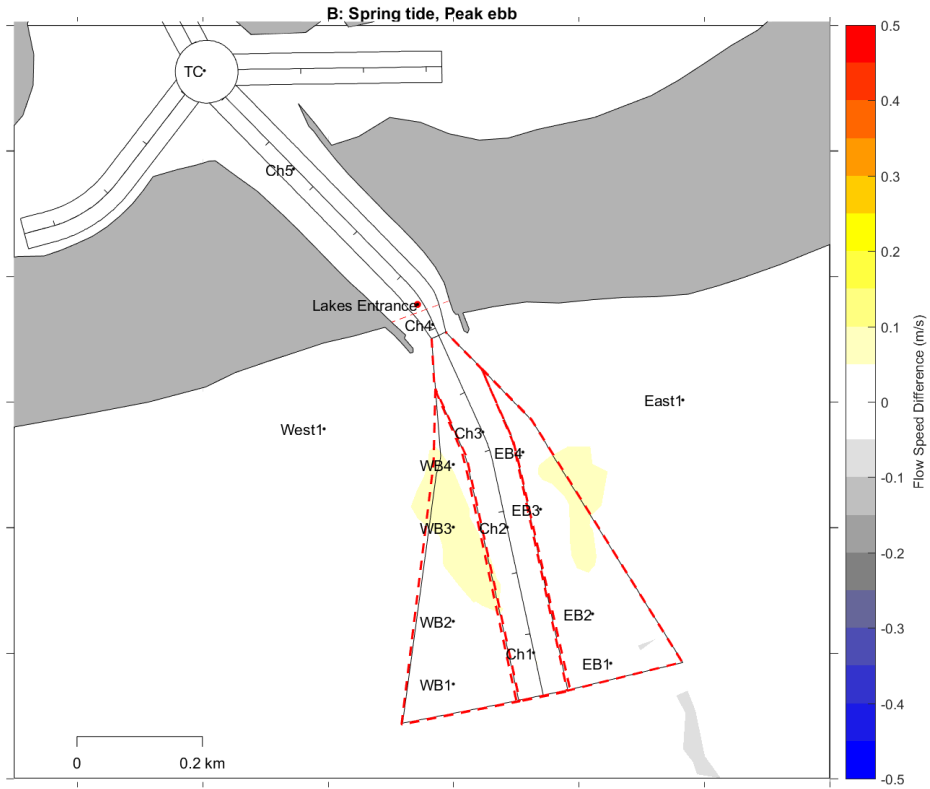 B: Spring tide, Peak ebb
TC
Ch5
Lakes Entrance
Ch4
East1
West1
Ch3
EB4
WB4
EB3
WB3
Ch2
EB2
WB2
Ch1
EB1
WB1
0
0.2 km
0.5
0.4
0.3
0.2
0.1
0
-0.1
-0.2
-0.3
-0.4
-0.5
Flow Speed Difference (m/s)